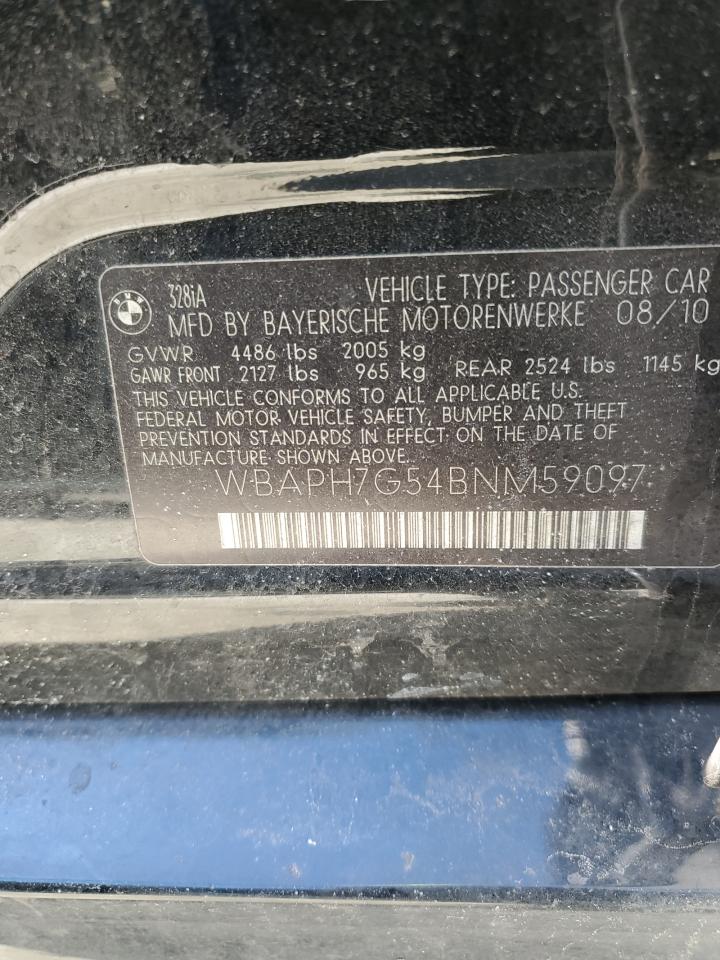 BMW
328iA VEHICLE TYPE: PASSENGER CAR
MFD BY BAYERISCHE MOTORENWERKE 08/10
GVWR 4486 lbs 2005 kg
GAWR FRONT 2127 lbs 965 kg REAR 2524 lbs 1145 kg
THIS VEHICLE CONFORMS TO ALL APPLICABLE U.S.
FEDERAL MOTOR VEHICLE SAFETY, BUMPER AND THEFT
PREVENTION STANDARDS IN EFFECT ON THE DATE OF
MANUFACTURE SHOWN ABOVE.
WBAPH7G54BNM59097